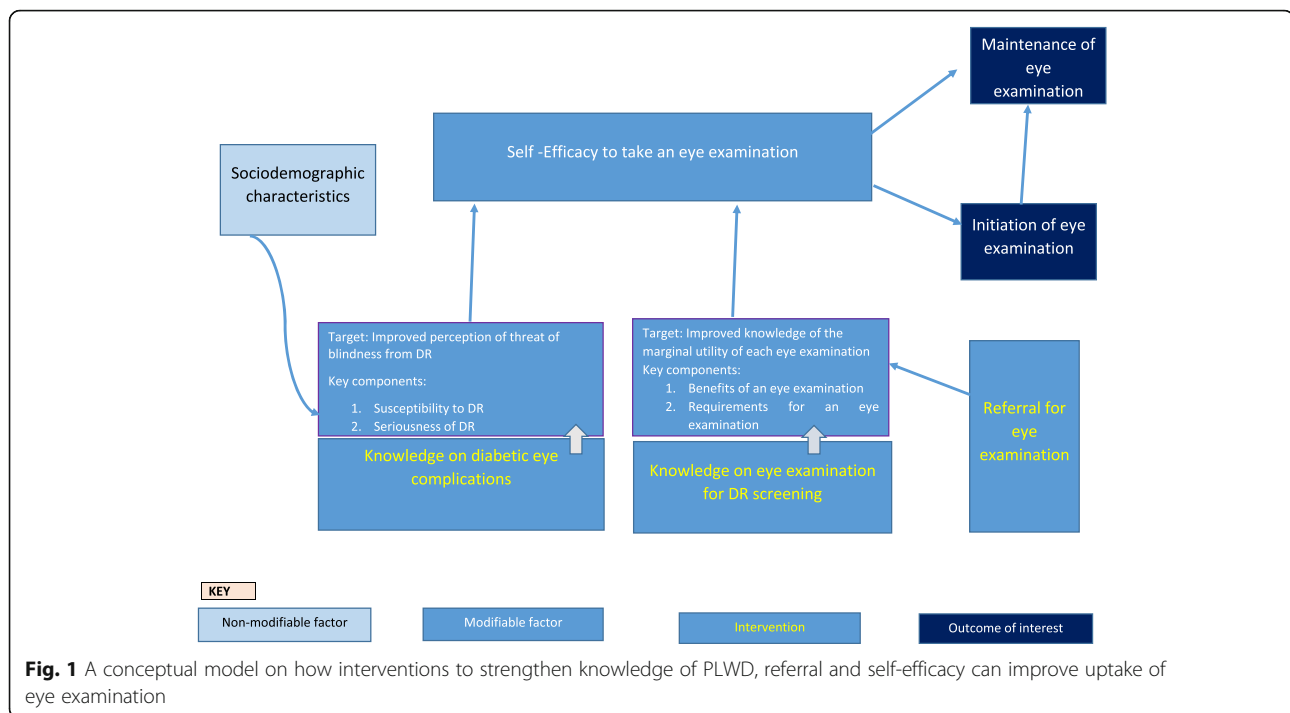 Maintenance of
eye
examination
Self -Efficacy to take an eye examination
Sociodemographic
characteristics
Initiation of eye
examination
Target: Improved perception of threat of
blindness from DR
Key components:
1. Susceptibility to DR
2. Seriousness of DR
Knowledge on diabetic eye
complications
Target: Improved knowledge of the
marginal utility of each eye examination
Key components:
1. Benefits of an eye examination
2. Requirements for an eye
examination
Knowledge on eye examination
for DR screening
Referral for
eye
examination
KEY
Non-modifiable factor
Modifiable factor
Intervention
Outcome of interest
Fig. 1 A conceptual model on how interventions to strengthen knowledge of PLWD, referral and self-efficacy can improve uptake of
eye examination